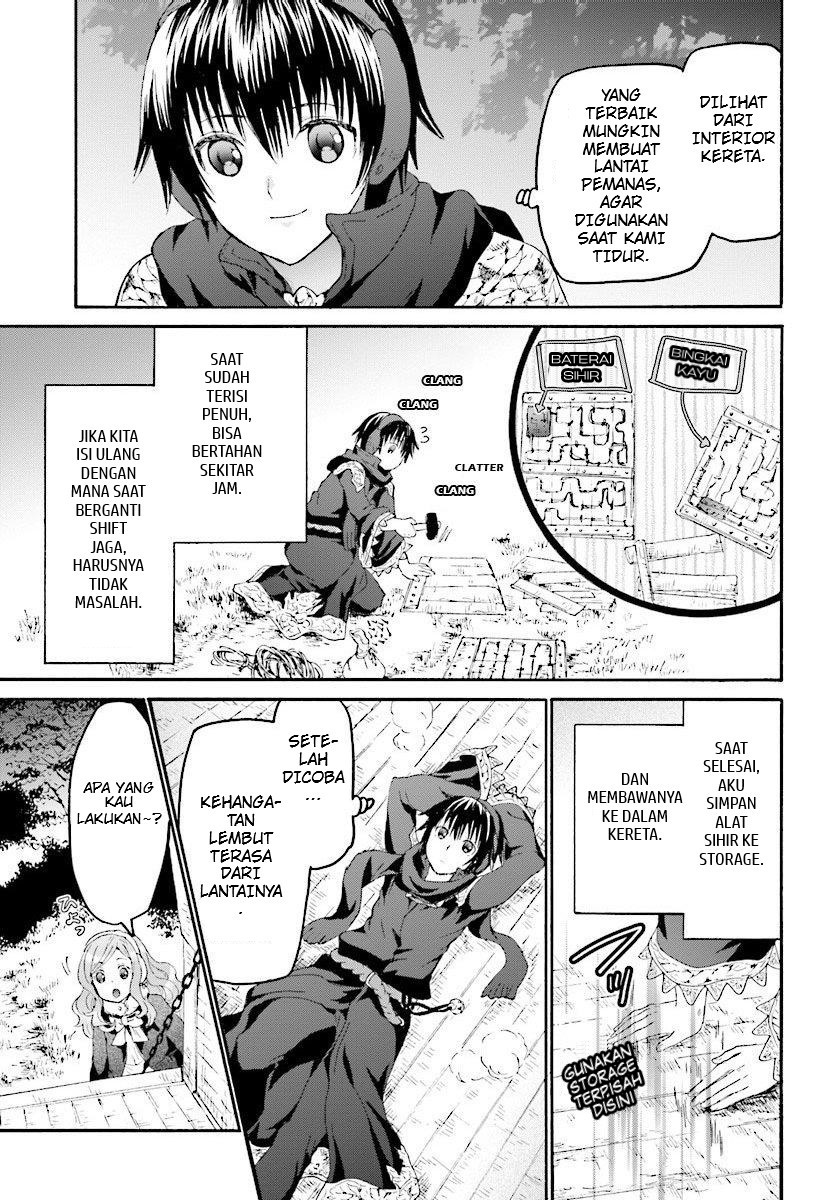 DILIHAT
DARI
INTERIOR
KERETA.
YANG
TERBAIK
MUNGKIN
MEMBUAT
LANTAI
PEMANAS,
AGAR
DIGUNAKAN
SAAT KAMI
TIDUR.
BINGKAI
KAYU
BATERAI
SIHIR
CLANG
CLANG
CLATTER
CLANG
SAAT
SUDAH
TERISI
PENUH,
BISA
BERTAHAN
SEKITAR
JAM.
JIKA KITA
ISI ULANG
DENGAN
MANA SAAT
BERGANTI
SHIFT
JAGA,
HARUSNYA
TIDAK
MASALAH.
SAAT
SELESAI,
AKU
SIMPAN
ALAT
SIHIR KE
STORAGE.
DAN
MEMBAWANYA
KE DALAM
KERETA.
GUNAKAN
STORAGE
TERPISAH
DISINI
SETE-
LAH
DICOBA
...
KEHANGA-
TAN
LEMBUT
TERASA
DARI
LANTAINYA
.
APA YANG
KAU
LAKUKAN~?
ひょっ